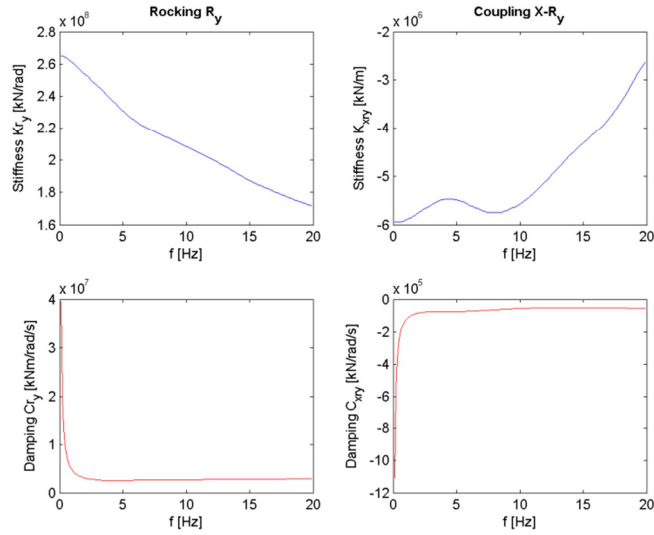 Rocking R_y
x 10^8
2.8
2.6
2.4
2.2
2
1.8
1.6
Stiffness Kr_y [kN/rad]
0 5 10 15 20
f [Hz]
Coupling X-R_y
x 10^6
-2
-3
-4
-5
-6
Stiffness K_xry [kN/m]
0 5 10 15 20
f [Hz]
x 10^7
4
3
2
1
0
Damping Cr_y [kNm/rad/s]
0 5 10 15 20
f [Hz]
x 10^5
0
-2
-4
-6
-8
-10
-12
Damping C_xry [kN/rad/s]
0 5 10 15 20
f [Hz]